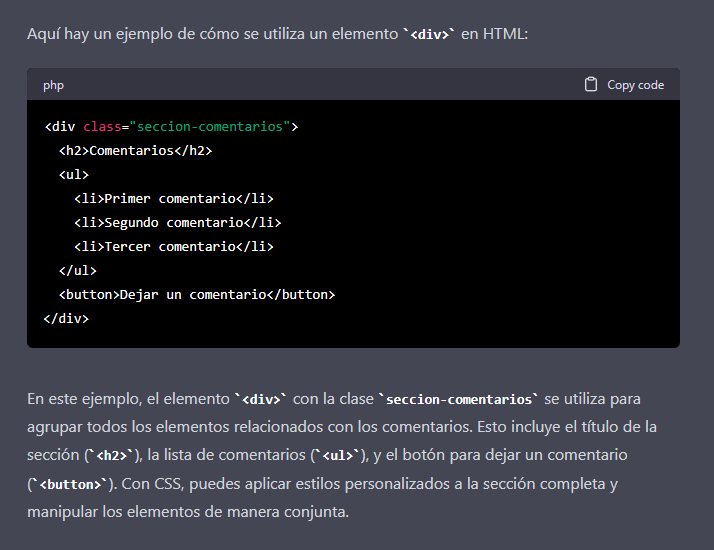 Aquí hay un ejemplo de cómo se utiliza un elemento `<div>` en HTML:
php
Copy code
<div class="seccion-comentarios">
  <h2>Comentarios</h2>
  <ul>
    <li>Primer comentario</li>
    <li>Segundo comentario</li>
    <li>Tercer comentario</li>
  </ul>
  <button>Dejar un comentario</button>
</div>
En este ejemplo, el elemento `<div>` con la clase `seccion-comentarios` se utiliza para
agrupar todos los elementos relacionados con los comentarios. Esto incluye el título de la
sección (`<h2>`), la lista de comentarios (`<ul>`), y el botón para dejar un comentario
(`<button>`). Con CSS, puedes aplicar estilos personalizados a la sección completa y
manipular los elementos de manera conjunta.